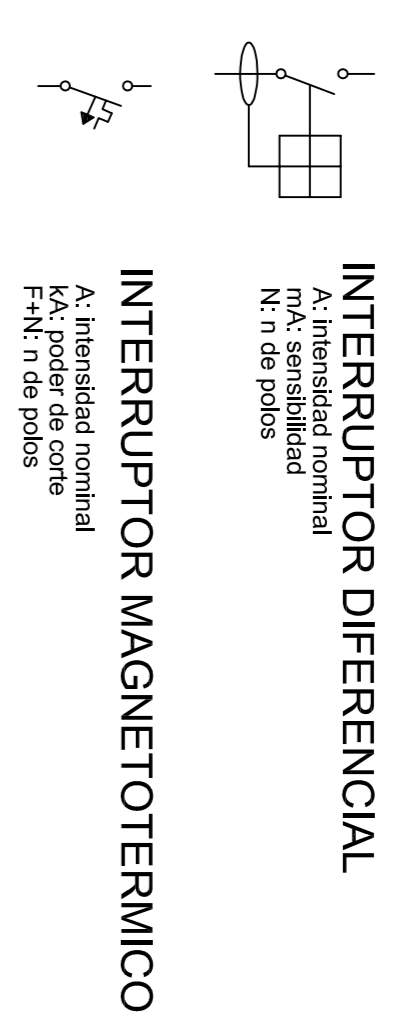 INTERRUPTOR DIFERENCIAL
A: intensidad nominal
mA: sensibilidad
N: n de polos
INTERRUPTOR MAGNETOTERMICO
A: intensidad nominal
kA: poder de corte
F+N: n de polos